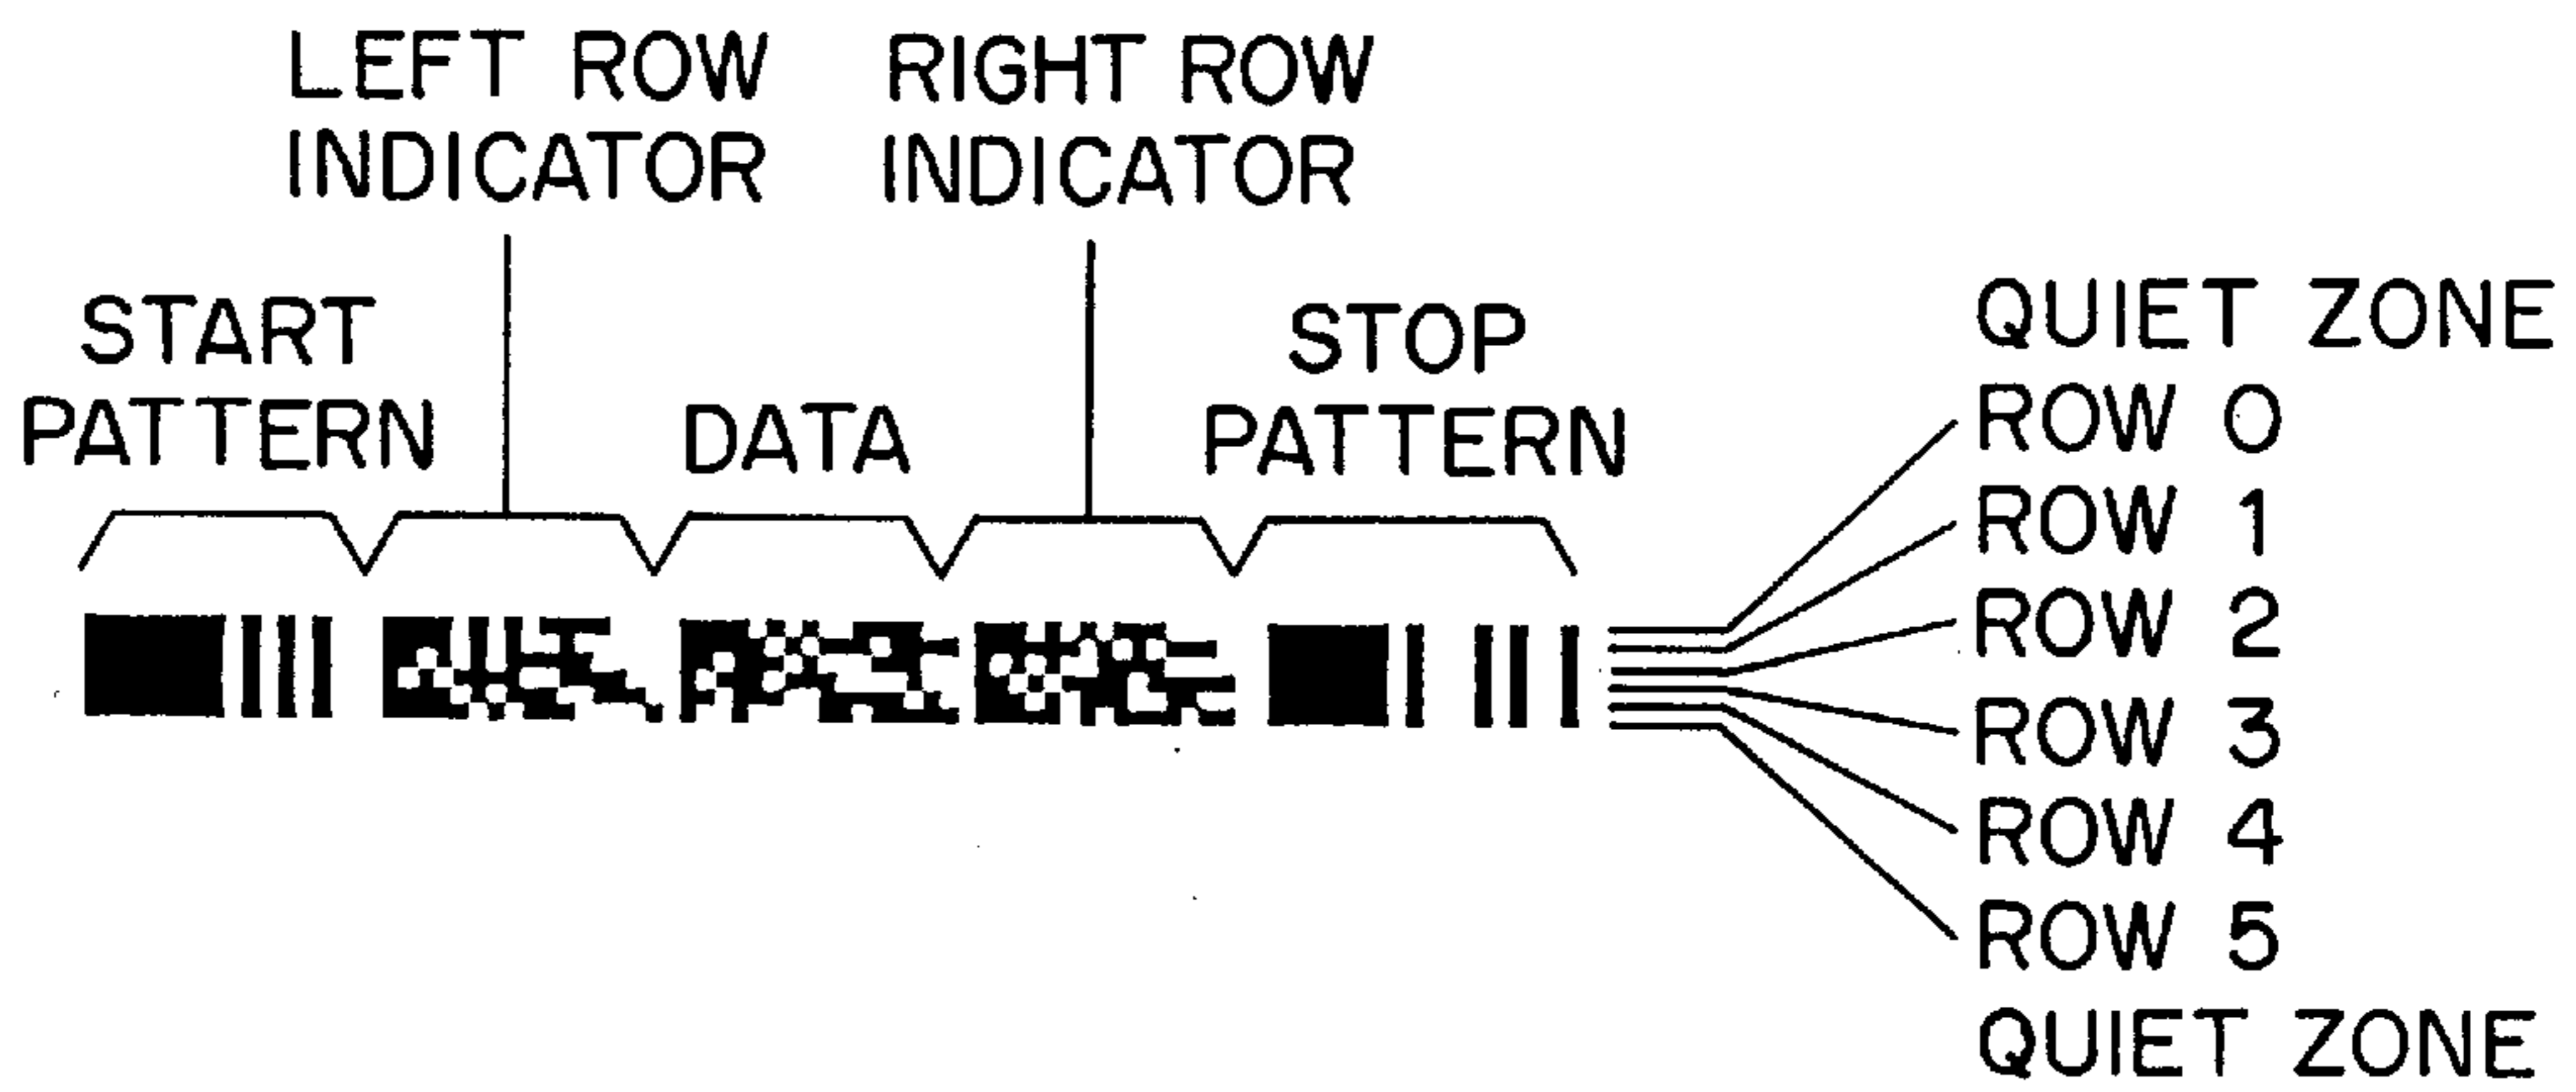 LEFT ROW
INDICATOR
RIGHT ROW
INDICATOR
START
PATTERN
DATA
STOP
PATTERN
QUIET ZONE
ROW 0
ROW 1
ROW 2
ROW 3
ROW 4
ROW 5
QUIET ZONE